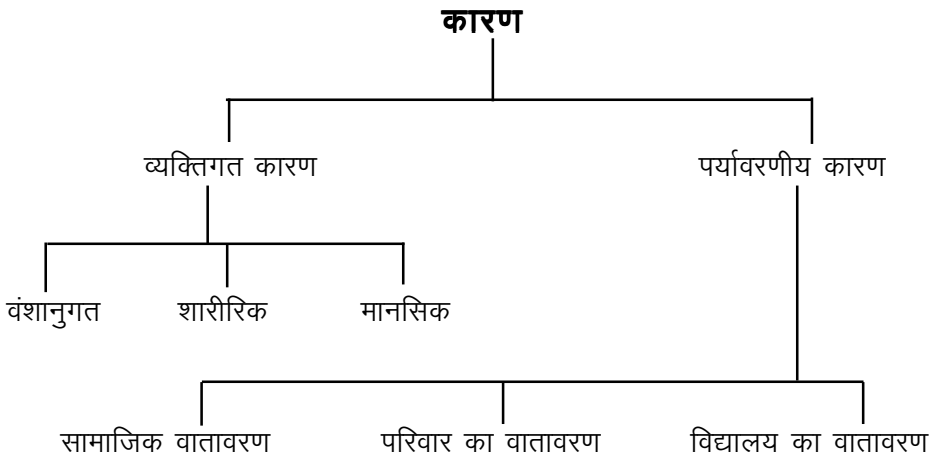 कारण
व्यक्तिगत कारण पर्यावरणीय कारण
वंशानुगत शारीरिक मानसिक
सामाजिक वातावरण परिवार का वातावरण विद्यालय का वातावरण